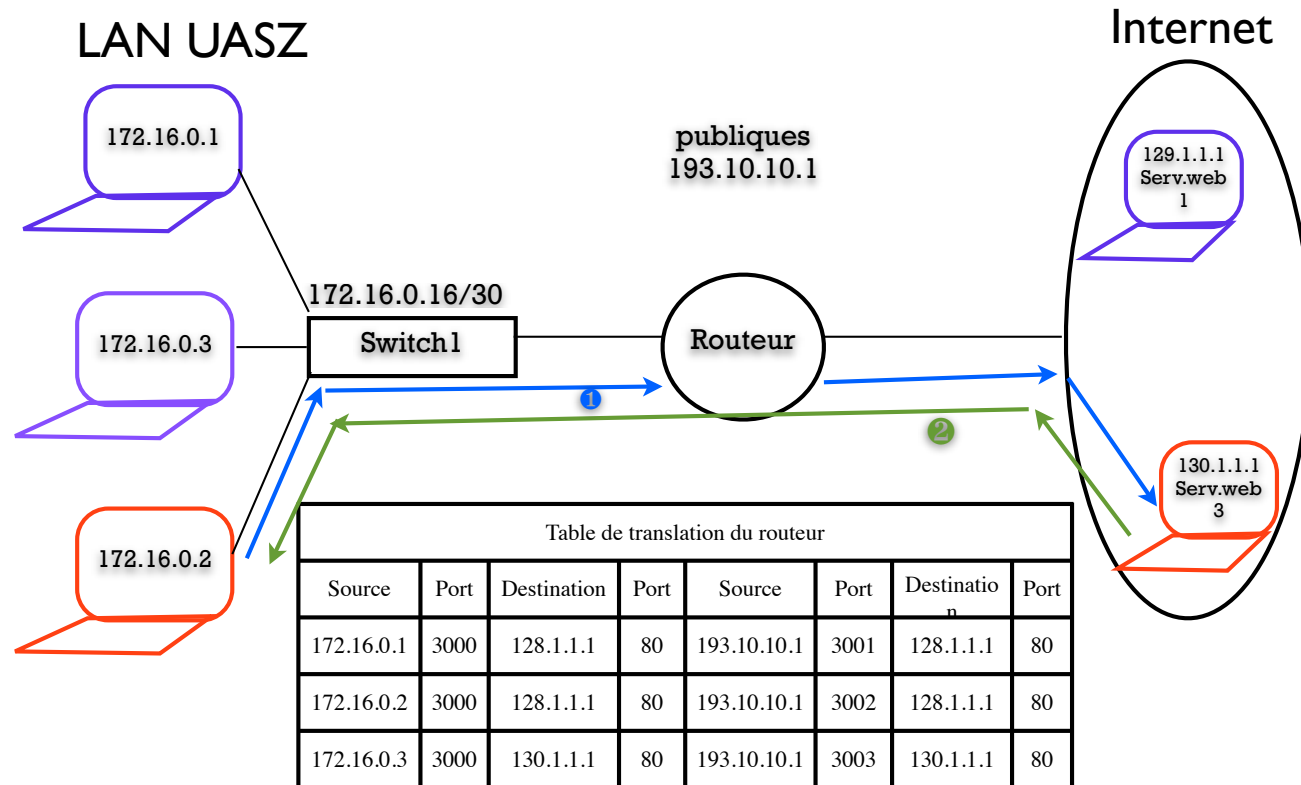 LAN UASZ
Internet
172.16.0.1
publiques
193.10.10.1
129.1.1.1
Serv.web
1
172.16.0.16/30
172.16.0.3
Switch1
Routeur
1
2
130.1.1.1
Serv.web
3
172.16.0.2
Table de translation du routeur
Source Port Destination Port Source Port Destinatio
n
Port
172.16.0.1 3000 128.1.1.1 80 193.10.10.1 3001 128.1.1.1 80
172.16.0.2 3000 128.1.1.1 80 193.10.10.1 3002 128.1.1.1 80
172.16.0.3 3000 130.1.1.1 80 193.10.10.1 3003 130.1.1.1 80